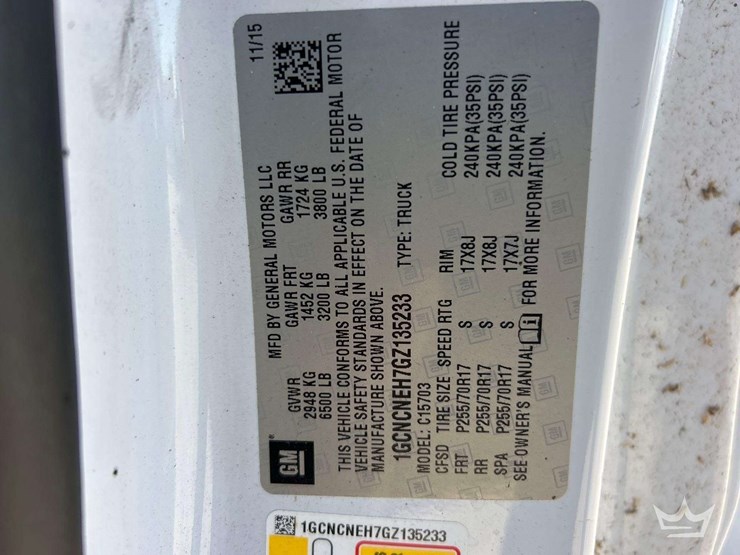 GM
MFD BY GENERAL MOTORS LLC 11/15
GVWR GAWR FRT GAWR RR
2948 KG 1452 KG 1724 KG
6500 LB 3200 LB 3800 LB
THIS VEHICLE CONFORMS TO ALL APPLICABLE U.S. FEDERAL MOTOR
VEHICLE SAFETY STANDARDS IN EFFECT ON THE DATE OF
MANUFACTURE SHOWN ABOVE.
1GCNCNEH7GZ135233 TYPE: TRUCK
MODEL: C15703
CFSD TIRE SIZE SPEED RTG RIM COLD TIRE PRESSURE
FRT P255/70R17 S 17X8J 240KPA(35PSI)
RR P255/70R17 S 17X8J 240KPA(35PSI)
SPA P255/70R17 S 17X7J 240KPA(35PSI)
SEE OWNER'S MANUAL FOR MORE INFORMATION.
1GCNCNEH7GZ135233